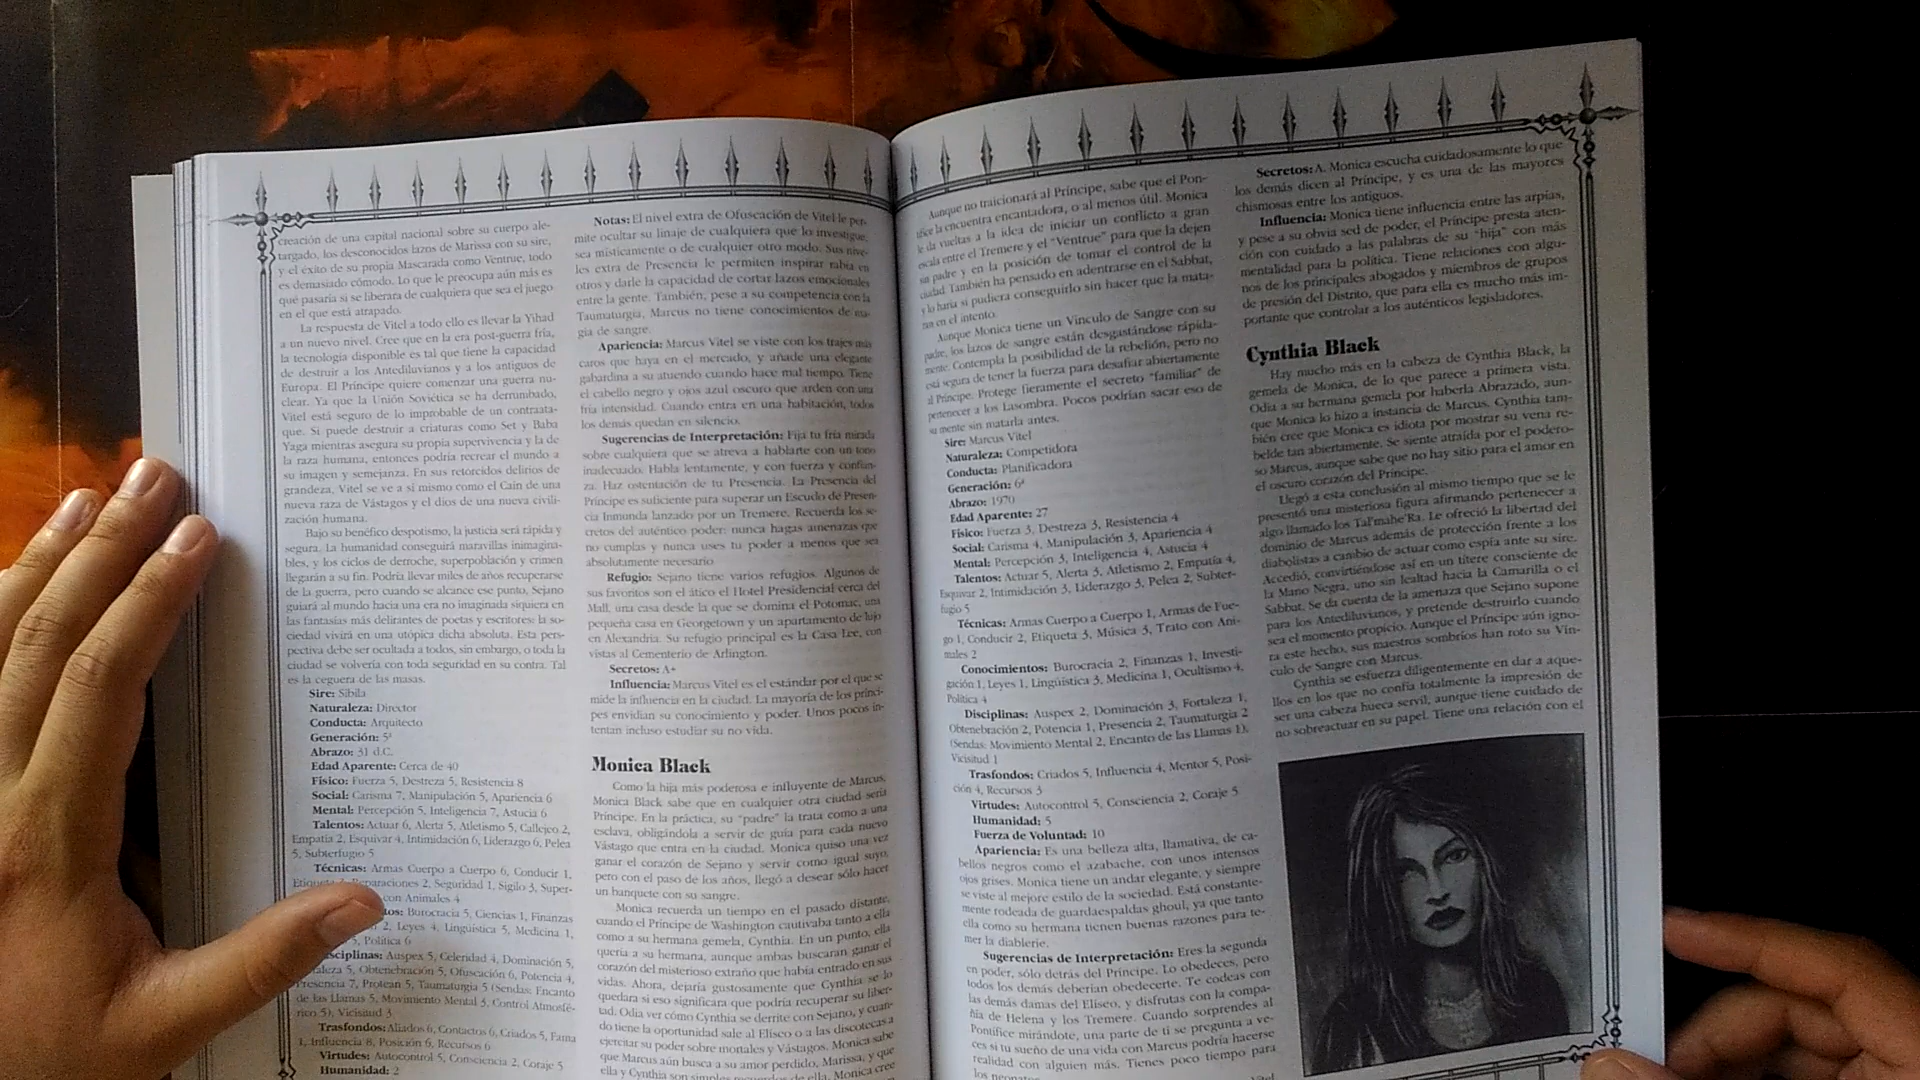 creación de una capital nacional sobre su cuerpo ale-
targado, los desconocidos lazos de Marissa con su sire,
y el éxito de su propia Mascarada como Ventrue, todo
es demasiado cómodo. Lo que le preocupa aún más es
qué pasaría si se liberara de cualquiera que sea el juego
en el que está atrapado.
La respuesta de Vitel a todo ello es llevar la Yihad
a un nuevo nivel. Cree que en la era post-guerra fría,
la tecnología disponible es tal que tiene la capacidad
de destruir a los Antediluvianos y a los antiguos de
Europa. El Príncipe quiere comenzar una guerra nu-
clear. Ya que la Unión Soviética se ha derrumbado,
Vitel está seguro de lo improbable de un contraata-
que. Si puede destruir a criaturas como Set y Baba
Yaga mientras asegura su propia supervivencia y la de
la raza humana, entonces podría recrear el mundo a
su imagen y semejanza. En sus retorcidos delirios de
grandeza, Vitel se ve a sí mismo como el Caín de una
nueva raza de Vástagos y el dios de una nueva civili-
zación humana.
Bajo su benéfico despotismo, la justicia será rápida y
segura. La humanidad conseguirá maravillas inimagina-
bles, y los ciclos de derroche, superpoblación y crimen
llegarán a su fin. Podría llevar miles de años recuperarse
de la guerra, pero cuando se alcance ese punto, Sejano
guiará al mundo hacia una era no imaginada siquiera en
las fantasías más delirantes de poetas y escritores: la so-
ciedad vivirá en una utópica dicha absoluta. Esta pers-
pectiva debe ser ocultada a todos, sin embargo, o toda la
ciudad se volvería con toda seguridad en su contra. Tal
es la ceguera de las masas.
Sire: Sibila
Naturaleza: Director
Conducta: Arquitecto
Generación: 5ª
Abrazo: 31 d.C.
Edad Aparente: Cerca de 40
Físico: Fuerza 5, Destreza 5, Resistencia 8
Social: Carisma 7, Manipulación 5, Apariencia 6
Mental: Percepción 5, Inteligencia 7, Astucia 6
Talentos: Actuar 6, Alerta 5, Atletismo 5, Callejeo 2,
Empatía 2, Esquivar 4, Intimidación 6, Liderazgo 6, Pelea
5, Subterfugio 5
Técnicas: Armas Cuerpo a Cuerpo 6, Conducir 1,
Reparaciones 2, Seguridad 1, Sigilo 3, Super-
con Animales 4
tos: Burocracia 5, Ciencias 1, Finanzas
2, Leyes 4, Lingüística 5, Medicina 1,
5, Política 6
sciplinas: Auspex 5, Celeridad 4, Dominación 5,
aleza 5, Obtenebración 5, Ofuscación 6, Potencia 4,
Presencia 7, Protean 5, Taumaturgia 5 (Sendas: Encanto
de las Llamas 5, Movimiento Mental 3, Control Atmosfé-
rico 5), Vicisitud 3
Trasfondos: Aliados 6, Contactos 6, Criados 5, Fama
1, Influencia 8, Posición 6, Recursos 6
Virtudes: Autocontrol 5, Consciencia 2, Coraje 5
Humanidad: 2
Notas: El nivel extra de Ofuscación de Vitel le per-
mite ocultar su linaje de cualquiera que lo investigue,
sea místicamente o de cualquier otro modo. Sus nive-
les extra de Presencia le permiten inspirar rabia en
otros y darle la capacidad de cortar lazos emocionales
entre la gente. También, pese a su competencia con la
Taumaturgia, Marcus no tiene conocimientos de ma-
gia de sangre.
Apariencia: Marcus Vitel se viste con los trajes más
caros que haya en el mercado, y añade una elegante
gabardina a su atuendo cuando hace mal tiempo. Tiene
el cabello negro y ojos azul oscuro que arden con una
fría intensidad. Cuando entra en una habitación, todos
los demás quedan en silencio.
Sugerencias de Interpretación: Fija tu fría mirada
sobre cualquiera que se atreva a hablarte con un tono
inadecuado. Habla lentamente, y con fuerza y confian-
za. Haz ostentación de tu Presencia. La Presencia del
Príncipe es suficiente para superar un Escudo de Presen-
cia Inmunda lanzado por un Tremere. Recuerda los se-
cretos del auténtico poder: nunca hagas amenazas que
no cumplas y nunca uses tu poder a menos que sea
absolutamente necesario.
Refugio: Sejano tiene varios refugios. Algunos de
sus favoritos son el ático el Hotel Presidencial cerca del
Mall, una casa desde la que se domina el Potomac, una
pequeña casa en Georgetown y un apartamento de lujo
en Alexandria. Su refugio principal es la Casa Lee, con
vistas al Cementerio de Arlington.
Secretos: A+
Influencia: Marcus Vitel es el estándar por el que se
mide la influencia en la ciudad. La mayoría de los prínci-
pes envidian su conocimiento y poder. Unos pocos in-
tentan incluso estudiar su no vida.
Monica Black
Como la hija más poderosa e influyente de Marcus,
Monica Black sabe que en cualquier otra ciudad sería
Príncipe. En la práctica, su "padre" la trata como a una
esclava, obligándola a servir de guía para cada nuevo
Vástago que entra en la ciudad. Monica quiso una vez
ganar el corazón de Sejano y servir como igual suyo,
pero con el paso de los años, llegó a desear sólo hacer
un banquete con su sangre.
Monica recuerda un tiempo en el pasado distante,
cuando el Príncipe de Washington cautivaba tanto a ella
como a su hermana gemela, Cynthia. En un punto, ella
quería a su hermana, aunque ambas buscaran ganar el
corazón del misterioso extraño que había entrado en sus
vidas. Ahora, dejaría gustosamente que Cynthia se lo
quedara si eso significara que podría recuperar su liber-
tad. Odia ver cómo Cynthia se derrite con Sejano, y cuan-
do tiene la oportunidad sale al Elíseo o a las discotecas a
ejercitar su poder sobre mortales y Vástagos. Monica sabe
que Marcus aún busca a su amor perdido, Marissa, y que
ella y Cynthia son simples recuerdos de ella. Monica cree
Aunque no traicionará al Príncipe, sabe que el Pon-
tífice la encuentra encantadora, o al menos útil. Monica
le da vueltas a la idea de iniciar un conflicto a gran
escala entre el Tremere y el "Ventrue" para que la dejen
sin padre y en la posición de tomar el control de la
ciudad. También ha pensado en adentrarse en el Sabbat,
y lo haría si pudiera conseguirlo sin hacer que la mata-
ran en el intento.
Aunque Monica tiene un Vínculo de Sangre con su
padre, los lazos de sangre están desgastándose rápida-
mente. Contempla la posibilidad de la rebelión, pero no
está segura de tener la fuerza para desafiar abiertamente
al Príncipe. Protege fieramente el secreto "familiar" de
pertenecer a los Lasombra. Pocos podrían sacar eso de
su mente sin matarla antes.
Sire: Marcus Vitel
Naturaleza: Competidora
Conducta: Planificadora
Generación: 6ª
Abrazo: 1970
Edad Aparente: 27
Físico: Fuerza 3, Destreza 3, Resistencia 4
Social: Carisma 4, Manipulación 3, Apariencia 4
Mental: Percepción 3, Inteligencia 4, Astucia 4
Talentos: Actuar 5, Alerta 3, Atletismo 2, Empatía 4,
Esquivar 2, Intimidación 3, Liderazgo 3, Pelea 2, Subter-
fugio 5
Técnicas: Armas Cuerpo a Cuerpo 1, Armas de Fue-
go 1, Conducir 2, Etiqueta 3, Música 3, Trato con Ani-
males 2
Conocimientos: Burocracia 2, Finanzas 1, Investi-
gación 1, Leyes 1, Lingüística 3, Medicina 1, Ocultismo 4,
Política 4
Disciplinas: Auspex 2, Dominación 3, Fortaleza 1,
Obtenebración 2, Potencia 1, Presencia 2, Taumaturgia 2
(Sendas: Movimiento Mental 2, Encanto de las Llamas 1),
Vicisitud 1
Trasfondos: Criados 5, Influencia 4, Mentor 5, Posi-
ción 4, Recursos 3
Virtudes: Autocontrol 5, Consciencia 2, Coraje 5
Humanidad: 5
Fuerza de Voluntad: 10
Apariencia: Es una belleza alta, llamativa, de ca-
bellos negros como el azabache, con unos intensos
ojos grises. Monica tiene un andar elegante, y siempre
se viste al mejor estilo de la sociedad. Está constante-
mente rodeada de guardaespaldas ghoul, ya que tanto
ella como su hermana tienen buenas razones para te-
mer la diablerie.
Sugerencias de Interpretación: Eres la segunda
en poder, sólo detrás del Príncipe. Lo obedeces, pero
todos los demás deberían obedecerte. Te codeas con
las demás damas del Elíseo, y disfrutas con la compa-
ñía de Helena y los Tremere. Cuando sorprendes al
Pontífice mirándote, una parte de ti se pregunta a ve-
ces si tu sueño de una vida con Marcus podría hacerse
realidad con alguien más. Tienes poco tiempo para
los neonatos
Secretos: A. Monica escucha cuidadosamente lo que
los demás dicen al Príncipe, y es una de las mayores
chismosas entre los antiguos.
Influencia: Monica tiene influencia entre las arpías,
y pese a su obvia sed de poder, el Príncipe presta aten-
ción con cuidado a las palabras de su "hija" con más
mentalidad para la política. Tiene relaciones con algu-
nos de los principales abogados y miembros de grupos
de presión del Distrito, que para ella es mucho más im-
portante que controlar a los auténticos legisladores.
Cynthia Black
Hay mucho más en la cabeza de Cynthia Black, la
gemela de Monica, de lo que parece a primera vista.
Odia a su hermana gemela por haberla Abrazado, aun-
que Monica lo hizo a instancia de Marcus. Cynthia tam-
bién cree que Monica es idiota por mostrar su vena re-
belde tan abiertamente. Se siente atraída por el podero-
so Marcus, aunque sabe que no hay sitio para el amor en
el oscuro corazón del Príncipe.
Llegó a esta conclusión al mismo tiempo que se le
presentó una misteriosa figura afirmando pertenecer a
algo llamado los Tal'mahe'Ra. Le ofreció la libertad del
dominio de Marcus además de protección frente a los
diabolistas a cambio de actuar como espía ante su sire.
Accedió, convirtiéndose así en un títere consciente de
la Mano Negra, uno sin lealtad hacia la Camarilla o el
Sabbat. Se da cuenta de la amenaza que Sejano supone
para los Antediluvianos, y pretende destruirlo cuando
sea el momento propicio. Aunque el Príncipe aún igno-
ra este hecho, sus maestros sombríos han roto su Vín-
culo de Sangre con Marcus.
Cynthia se esfuerza diligentemente en dar a aque-
llos en los que no confía totalmente la impresión de
ser una cabeza hueca servil, aunque tiene cuidado de
no sobreactuar en su papel. Tiene una relación con el